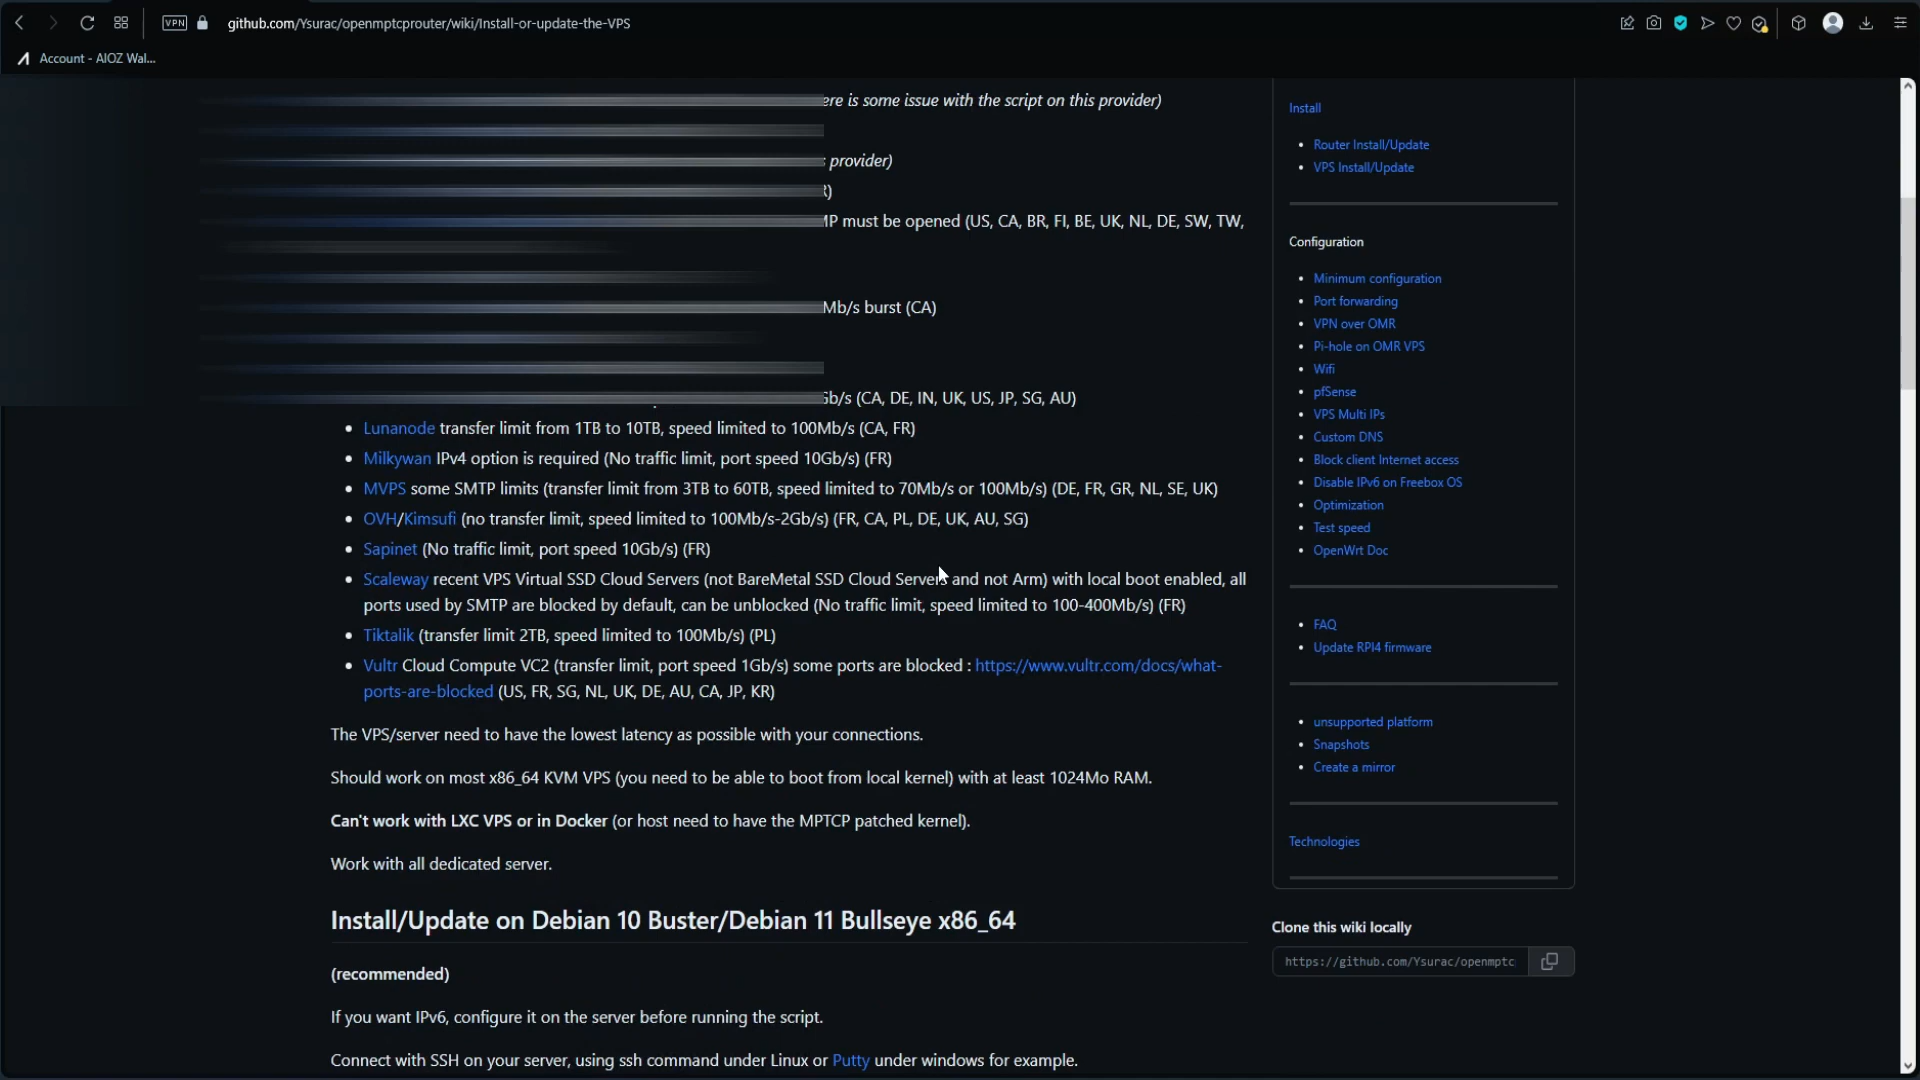 VPN
github.com/Ysurac/openmptcprouter/wiki/Install-or-update-the-VPS
Account - AIOZ Wal...
ere is some issue with the script on this provider)
provider)
R)
MP must be opened (US, CA, BR, FI, BE, UK, NL, DE, SW, TW,
Mb/s burst (CA)
Gb/s (CA, DE, IN, UK, US, JP, SG, AU)
Lunanode transfer limit from 1TB to 10TB, speed limited to 100Mb/s (CA, FR)
Milkywan IPv4 option is required (No traffic limit, port speed 10Gb/s) (FR)
MVPS some SMTP limits (transfer limit from 3TB to 60TB, speed limited to 70Mb/s or 100Mb/s) (DE, FR, GR, NL, SE, UK)
OVH/Kimsufi (no transfer limit, speed limited to 100Mb/s-2Gb/s) (FR, CA, PL, DE, UK, AU, SG)
Sapinet (No traffic limit, port speed 10Gb/s) (FR)
Scaleway recent VPS Virtual SSD Cloud Servers (not BareMetal SSD Cloud Servers and not Arm) with local boot enabled, all
ports used by SMTP are blocked by default, can be unblocked (No traffic limit, speed limited to 100-400Mb/s) (FR)
Tiktalik (transfer limit 2TB, speed limited to 100Mb/s) (PL)
Vultr Cloud Compute VC2 (transfer limit, port speed 1Gb/s) some ports are blocked : https://www.vultr.com/docs/what-
ports-are-blocked (US, FR, SG, NL, UK, DE, AU, CA, JP, KR)
The VPS/server need to have the lowest latency as possible with your connections.
Should work on most x86_64 KVM VPS (you need to be able to boot from local kernel) with at least 1024Mo RAM.
Can't work with LXC VPS or in Docker (or host need to have the MPTCP patched kernel).
Work with all dedicated server.
Install/Update on Debian 10 Buster/Debian 11 Bullseye x86_64
(recommended)
If you want IPv6, configure it on the server before running the script.
Connect with SSH on your server, using ssh command under Linux or Putty under windows for example.
Install
Router Install/Update
VPS Install/Update
Configuration
Minimum configuration
Port forwarding
VPN over OMR
Pi-hole on OMR VPS
Wifi
pfSense
VPS Multi IPs
Custom DNS
Block client Internet access
Disable IPv6 on Freebox OS
Optimization
Test speed
OpenWrt Doc
FAQ
Update RPI4 firmware
unsupported platform
Snapshots
Create a mirror
Technologies
Clone this wiki locally
https://github.com/Ysurac/openmptc